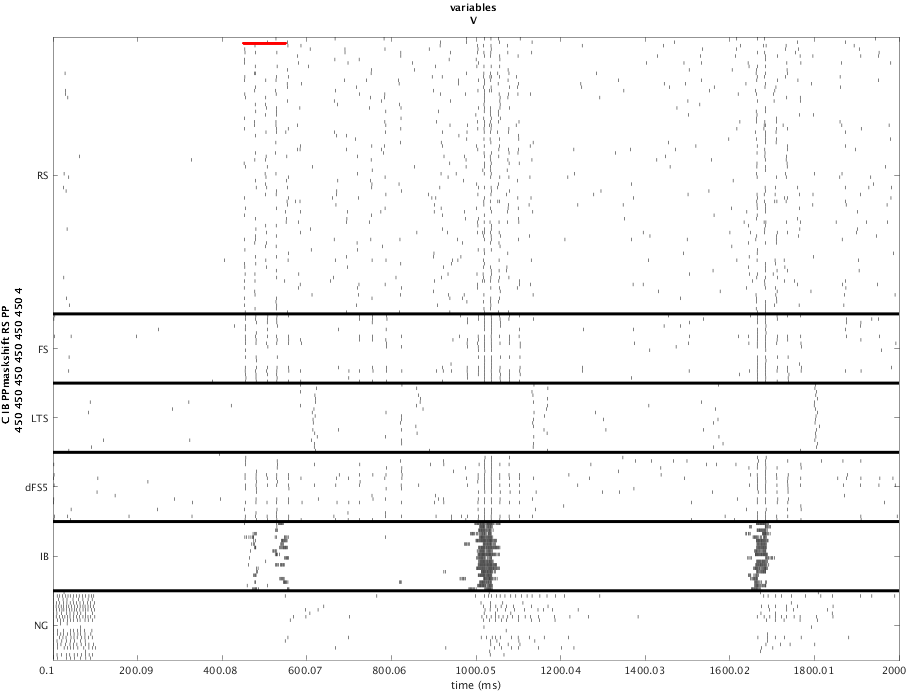 variables
V
C IB PPmaskshift RS PP
450 450 450 450 450 450 4
RS
FS
LTS
dFS5
IB
NG
0.1 200.09 400.08 600.07 800.06 1000.05 1200.04 1400.03 1600.02 1800.01 2000
time (ms)